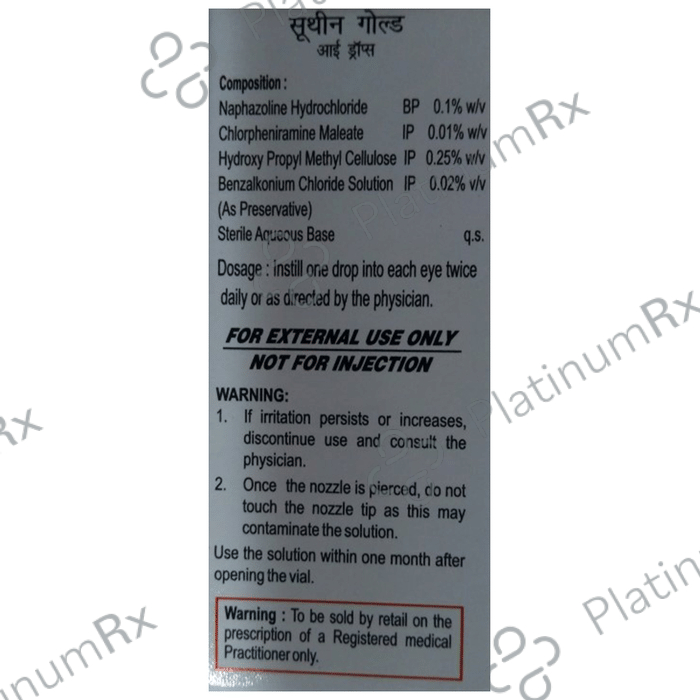 सूथीन गोल्ड
आई ड्रॉप्स
Composition :
Naphazoline Hydrochloride BP 0.1% w/v
Chlorpheniramine Maleate IP 0.01% w/v
Hydroxy Propyl Methyl Cellulose IP 0.25% w/v
Benzalkonium Chloride Solution IP 0.02% v/v
(As Preservative)
Sterile Aqueous Base q.s.
Dosage : instill one drop into each eye twice
daily or as directed by the physician.
FOR EXTERNAL USE ONLY
NOT FOR INJECTION
WARNING:
1. If irritation persists or increases,
discontinue use and consult the
physician.
2. Once the nozzle is pierced, do not
touch the nozzle tip as this may
contaminate the solution.
Use the solution within one month after
opening the vial.
Warning : To be sold by retail on the
prescription of a Registered medical
Practitioner only.
PlatinumRx
PlatinumRx
PlatinumRx
Rx
Platin
numRx